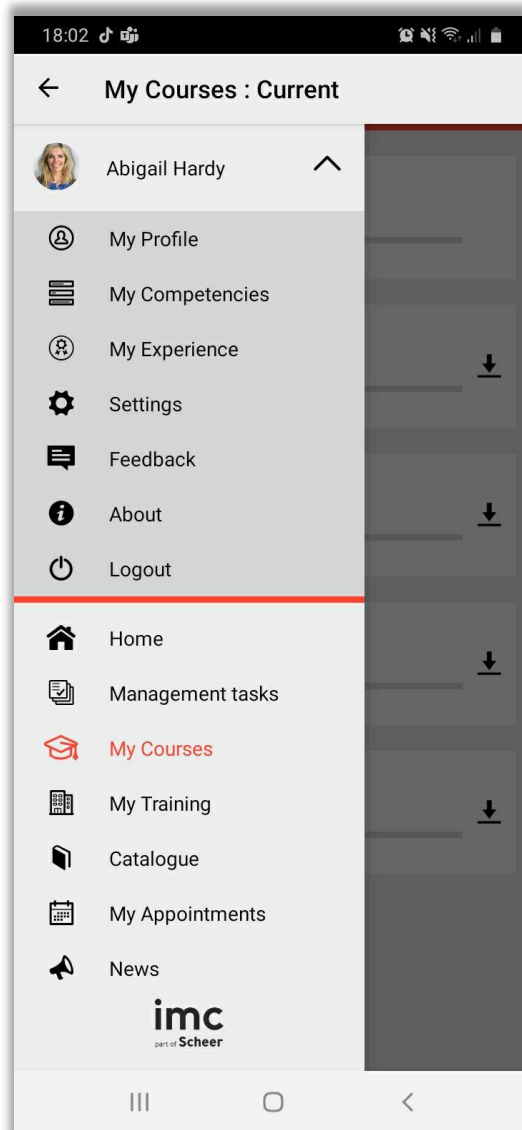 18:02
My Courses : Current
Abigail Hardy
My Profile
My Competencies
My Experience
Settings
Feedback
About
Logout
Home
Management tasks
My Courses
My Training
Catalogue
My Appointments
News
imc
part of Scheer